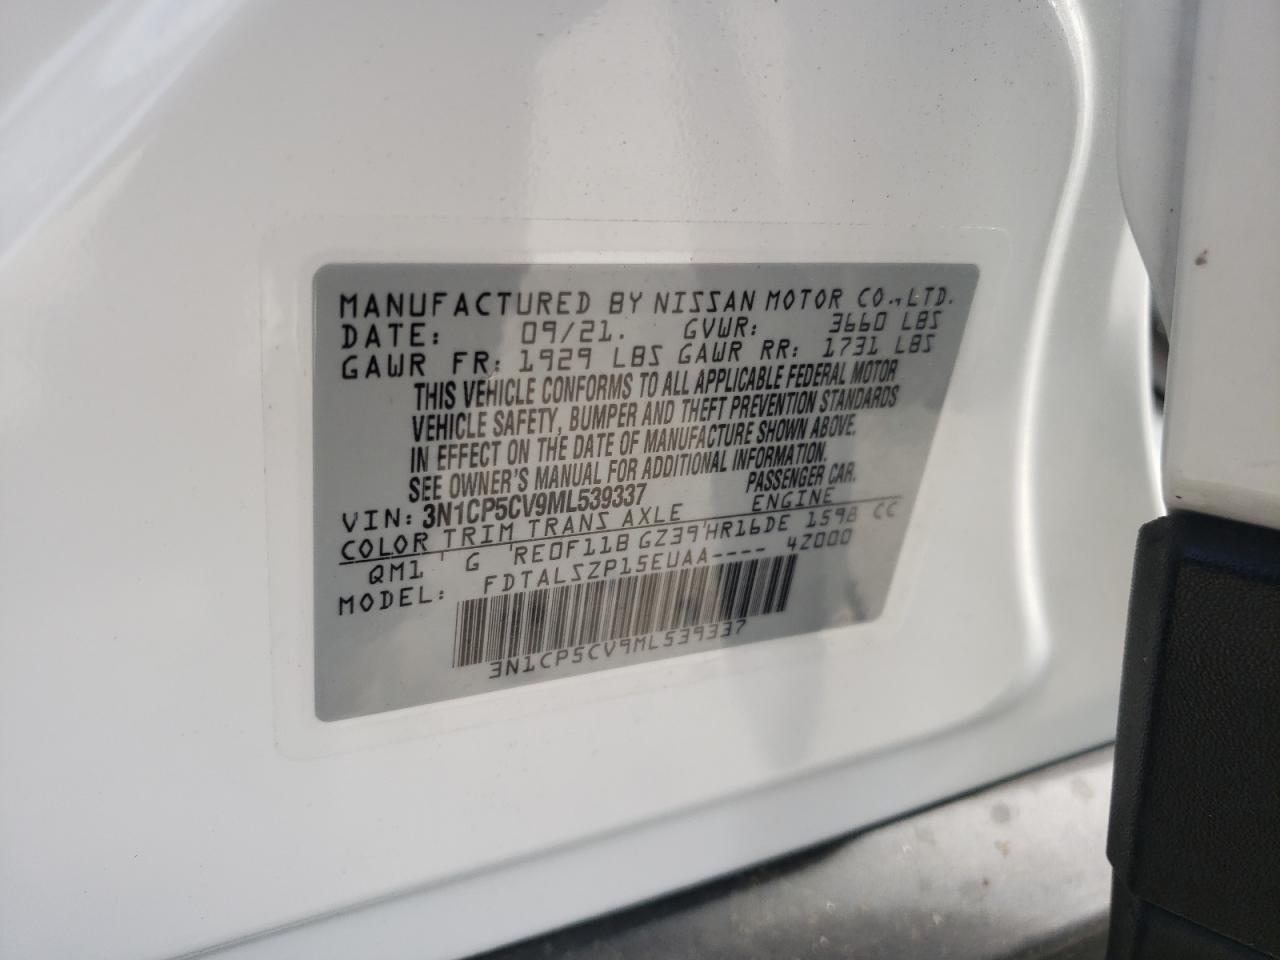 MANUFACTURED BY NISSAN MOTOR CO.,LTD.
DATE: 09/21. GVWR: 3660 LBS
GAWR FR: 1929 LBS GAWR RR: 1731 LBS
THIS VEHICLE CONFORMS TO ALL APPLICABLE FEDERAL MOTOR
VEHICLE SAFETY, BUMPER AND THEFT PREVENTION STANDARDS
IN EFFECT ON THE DATE OF MANUFACTURE SHOWN ABOVE.
SEE OWNER'S MANUAL FOR ADDITIONAL INFORMATION.
VIN: 3N1CP5CV9ML539337 PASSENGER CAR.
COLOR TRIM TRANS AXLE ENGINE
QM1 ' G 'RE0F11B GZ39'HR16DE 1598 CC
MODEL: FDTALSZP15EUAA---- 42000
3N1CP5CV9ML539337